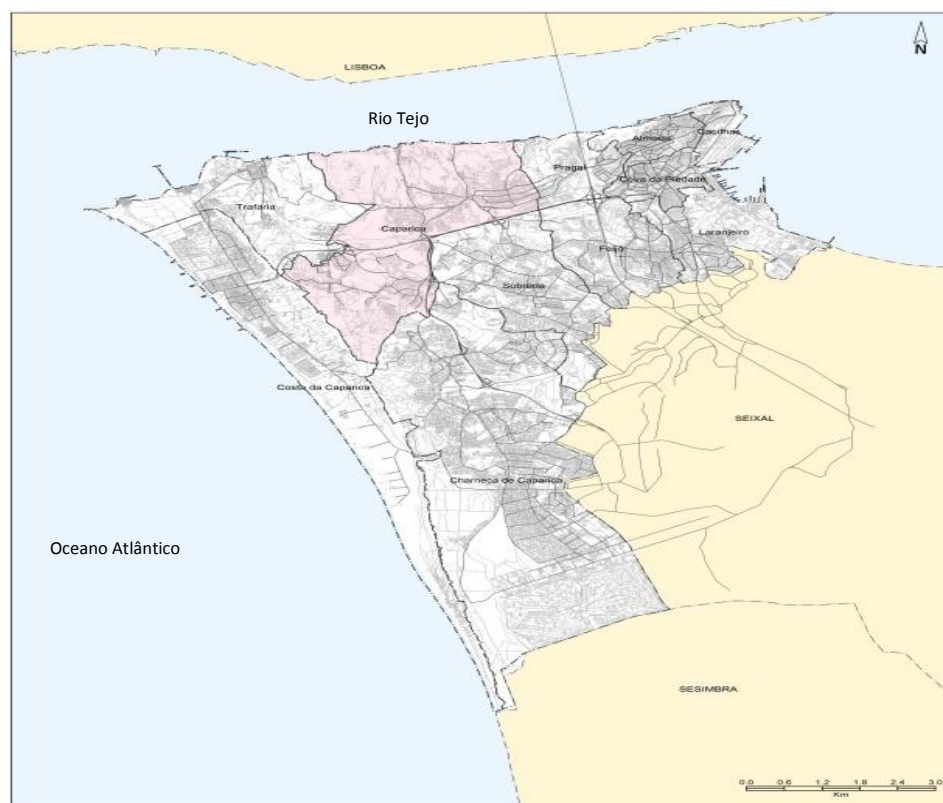 N
LISBOA
Rio Tejo
Almada
Cacilhas
Pragal
Cova da Piedade
Trafaria
Caparica
Laranjeiro
Feijó
Sobreda
Costa da Caparica
SEIXAL
Charneca de Caparica
Oceano Atlântico
SESIMBRA
0.0 0.6 1.2 1.8 2.4 3.0
Km